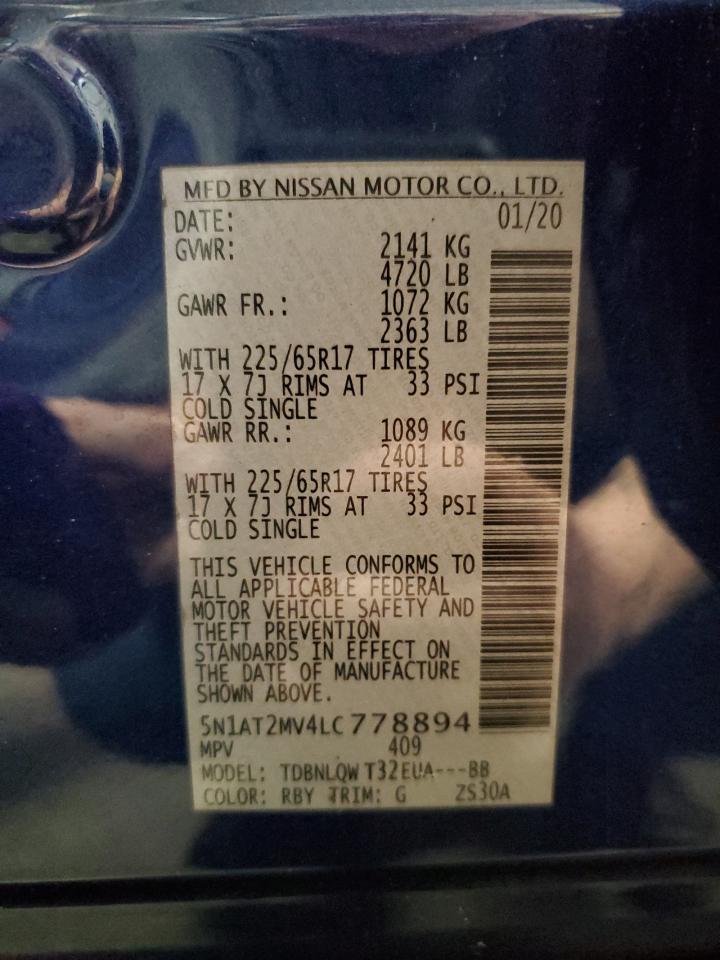 MFD BY NISSAN MOTOR CO., LTD.
DATE: 01/20
GVWR: 2141 KG
4720 LB
GAWR FR.: 1072 KG
2363 LB
WITH 225/65R17 TIRES
17 X 7J RIMS AT 33 PSI
COLD SINGLE
GAWR RR.: 1089 KG
2401 LB
WITH 225/65R17 TIRES
17 X 7J RIMS AT 33 PSI
COLD SINGLE
THIS VEHICLE CONFORMS TO
ALL APPLICABLE FEDERAL
MOTOR VEHICLE SAFETY AND
THEFT PREVENTION
STANDARDS IN EFFECT ON
THE DATE OF MANUFACTURE
SHOWN ABOVE.
5N1AT2MV4LC778894
MPV 409
MODEL: TDBNLQW T32EUA---BB
COLOR: RBY TRIM: G ZS30A